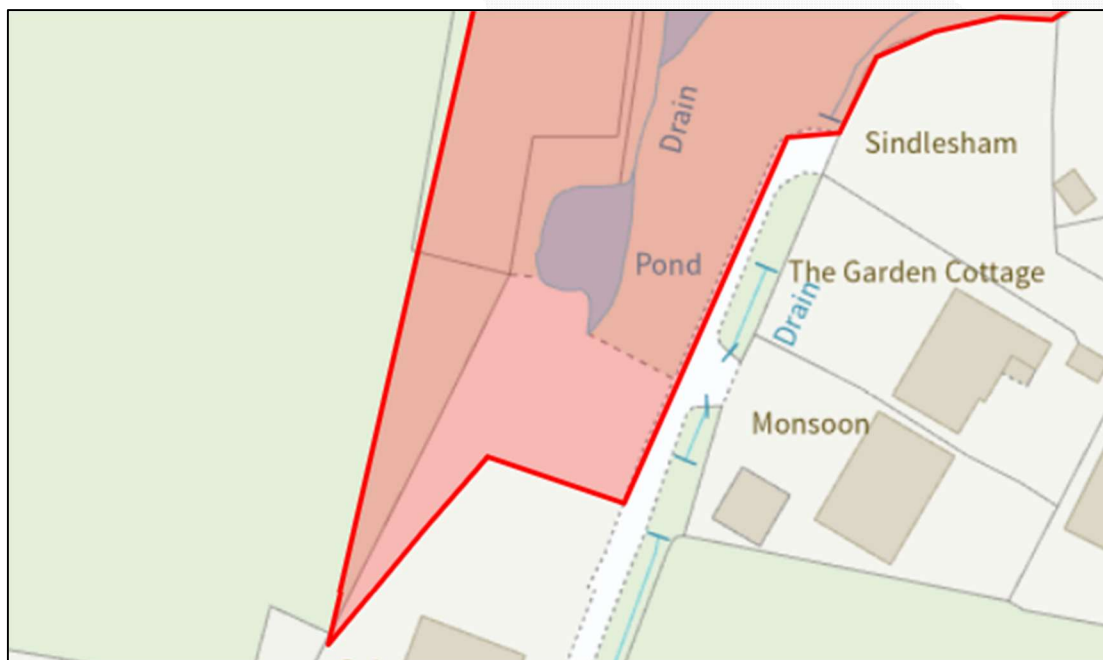 Drain
Sindlesham
Pond
The Garden Cottage
Drain
Monsoon